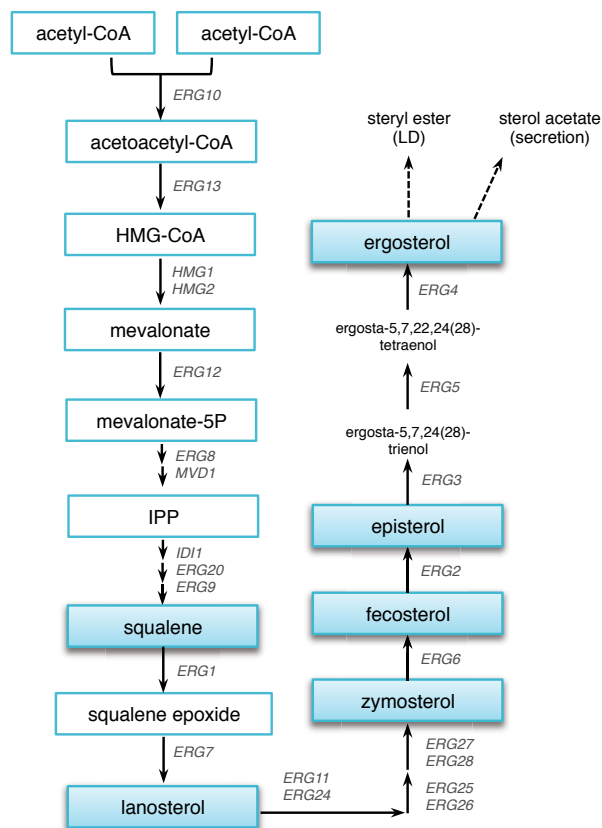 acetyl-CoA
acetyl-CoA
ERG10
acetoacetyl-CoA
ERG13
HMG-CoA
HMG1
HMG2
mevalonate
ERG12
mevalonate-5P
ERG8
MVD1
IPP
IDI1
ERG20
ERG9
squalene
ERG1
squalene epoxide
ERG7
lanosterol
ERG11
ERG24
ERG25
ERG26
ERG27
ERG28
zymosterol
ERG6
fecosterol
ERG2
episterol
ERG3
ergosta-5,7,24(28)-
trienol
ERG5
ergosta-5,7,22,24(28)-
tetraenol
ERG4
ergosterol
steryl ester
(LD)
sterol acetate
(secretion)